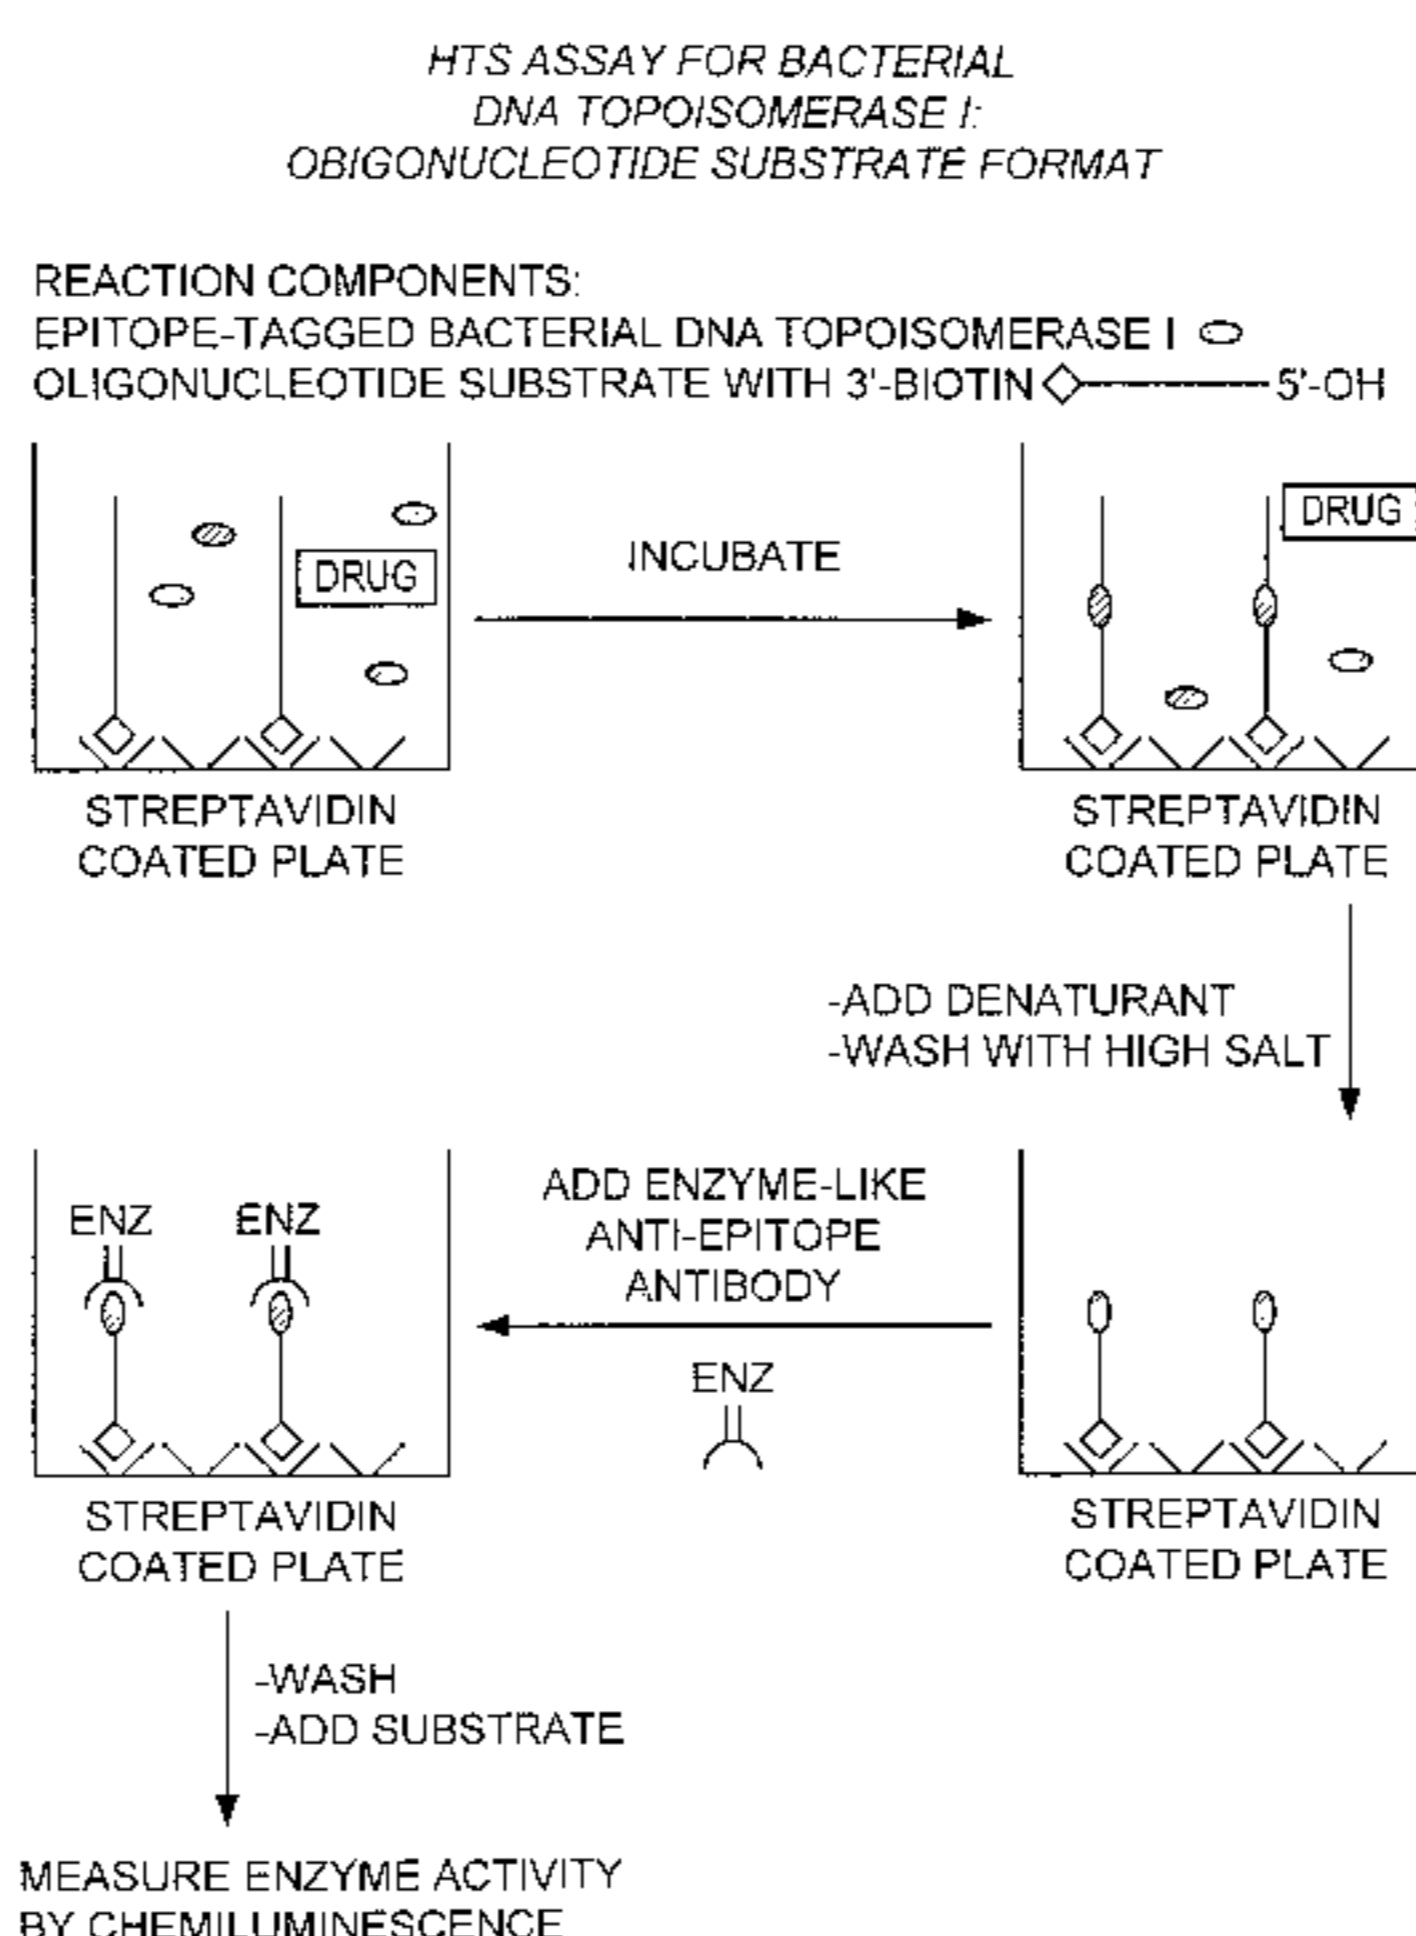 HTS ASSAY FOR BACTERIAL
DNA TOPOISOMERASE I:
OBIGONUCLEOTIDE SUBSTRATE FORMAT
REACTION COMPONENTS:
EPITOPE-TAGGED BACTERIAL DNA TOPOISOMERASE I
OLIGONUCLEOTIDE SUBSTRATE WITH 3'-BIOTIN 5'-OH
DRUG
INCUBATE
DRUG
STREPTAVIDIN
COATED PLATE
STREPTAVIDIN
COATED PLATE
-ADD DENATURANT
-WASH WITH HIGH SALT
ENZ ENZ
ADD ENZYME-LIKE
ANTI-EPITOPE
ANTIBODY
ENZ
STREPTAVIDIN
COATED PLATE
STREPTAVIDIN
COATED PLATE
-WASH
-ADD SUBSTRATE
MEASURE ENZYME ACTIVITY
BY CHEMILUMINESCENCE